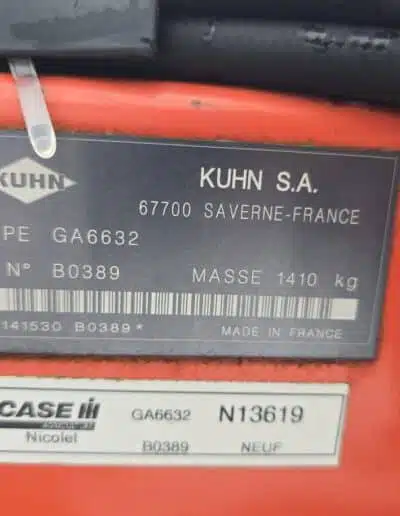 KUHN
KUHN S.A.
67700 SAVERNE-FRANCE
PE GA6632
N° B0389 MASSE 1410 kg
141530 B0389*
MADE IN FRANCE
CASE III
Nicolet
GA6632 N13619
B0389 NEUF